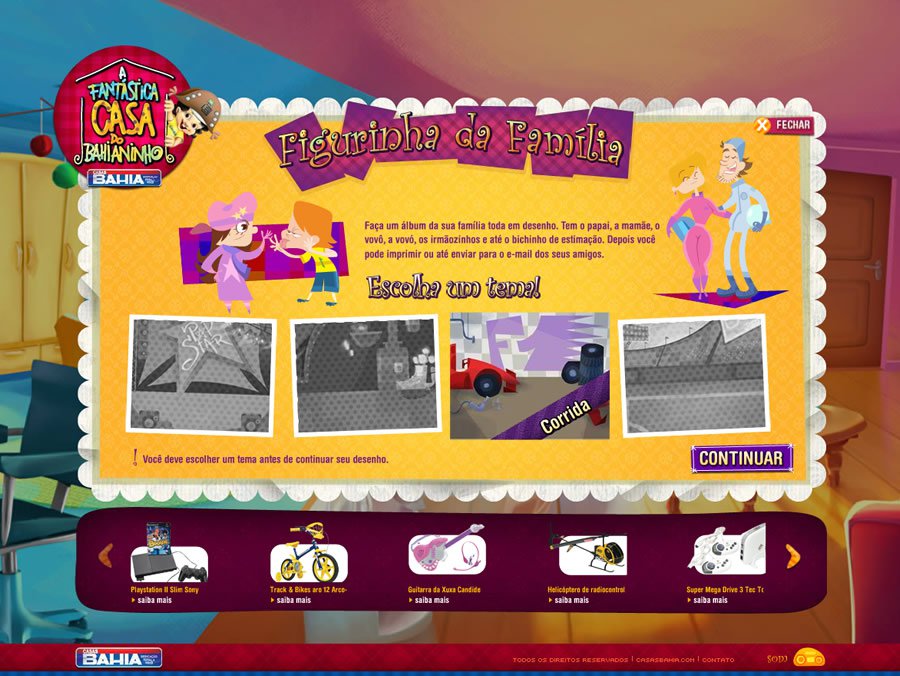 A
FANTÁSTICA
CASA
DO
BAHIANINHO
CASAS
BAHIA
Figurinha da Família
X FECHAR
Faça um álbum da sua família toda em desenho. Tem o papai, a mamãe, o
vovô, a vovó, os irmãozinhos e até o bichinho de estimação. Depois você
pode imprimir ou até enviar para o e-mail dos seus amigos.
Escolha um tema!
Corrida
! Você deve escolher um tema antes de continuar seu desenho.
CONTINUAR
Playstation II Slim Sony
saiba mais
Track & Bikes aro 12 Arco-
saiba mais
Guitarra da Xuxa Candide
saiba mais
Helicóptero de radiocontrol
saiba mais
Super Mega Drive 3 Tec To
saiba mais
CASAS
BAHIA
TODOS OS DIREITOS RESERVADOS | CASASBAHIA.COM | CONTATO
som